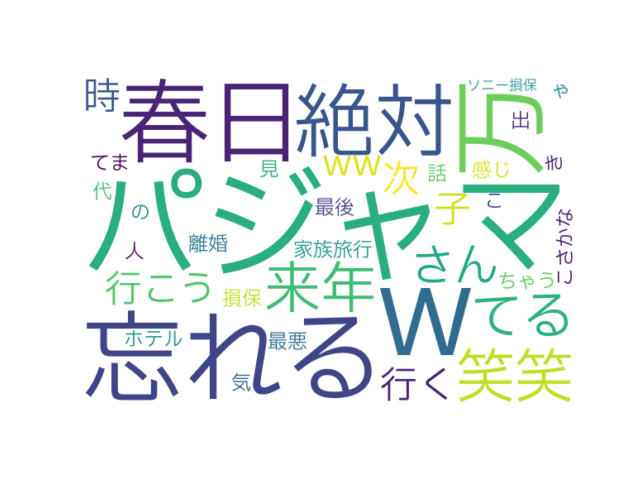 時
春日
絶対
万
ソニー損保
や
出
き
てま
代
の
人
見
ww
次
話
感じ
子
こ
最後
パジャマ
離婚
家族旅行
さん
こさかな
行こう
損保
来年
ちゃう
てる
忘れる
w
ホテル
最悪
気
行く
笑笑